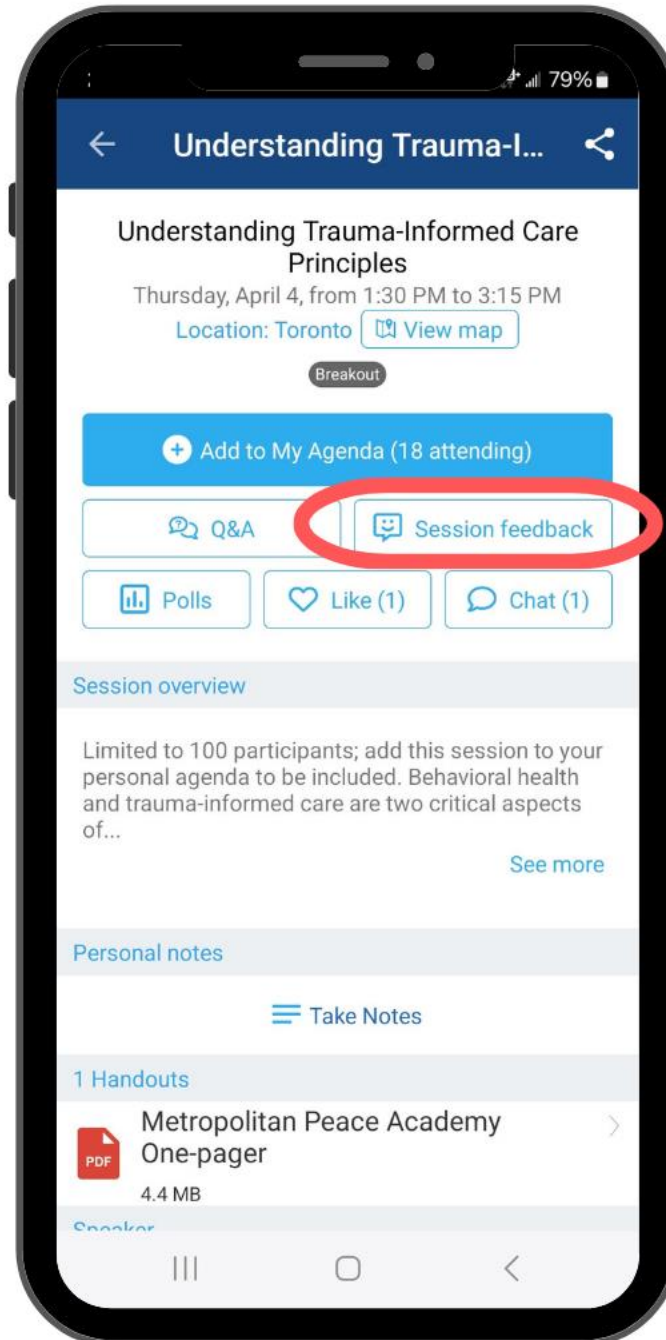 79%
Understanding Trauma-I...
Understanding Trauma-Informed Care
Principles
Thursday, April 4, from 1:30 PM to 3:15 PM
Location: Toronto View map
Breakout
Add to My Agenda (18 attending)
Q&A Session feedback
Polls Like (1) Chat (1)
Session overview
Limited to 100 participants; add this session to your
personal agenda to be included. Behavioral health
and trauma-informed care are two critical aspects
of...
See more
Personal notes
Take Notes
1 Handouts
Metropolitan Peace Academy
One-pager
PDF
4.4 MB
Speaker